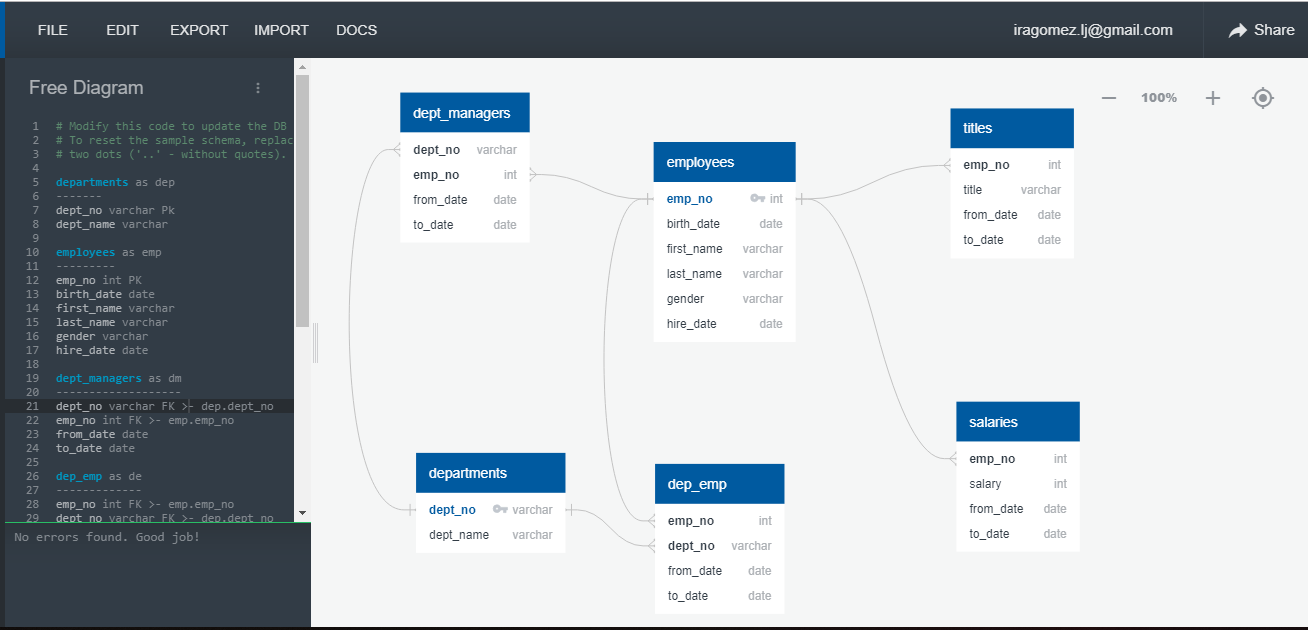 FILE EDIT EXPORT IMPORT DOCS iragomez.lj@gmail.com Share
Free Diagram
1 # Modify this code to update the DB
2 # To reset the sample schema, replac
3 # two dots ('..' - without quotes).
4
5 departments as dep
6 -------
7 dept_no varchar Pk
8 dept_name varchar
9
10 employees as emp
11 ---------
12 emp_no int PK
13 birth_date date
14 first_name varchar
15 last_name varchar
16 gender varchar
17 hire_date date
18
19 dept_managers as dm
20 -------------------
21 dept_no varchar FK >- dep.dept_no
22 emp_no int FK >- emp.emp_no
23 from_date date
24 to_date date
25
26 dep_emp as de
27 -------------
28 emp_no int FK >- emp.emp_no
29 dept_no varchar FK >- dep.dept_no
No errors found. Good job!
100%
dept_managers
dept_no varchar
emp_no int
from_date date
to_date date
employees
emp_no int
birth_date date
first_name varchar
last_name varchar
gender varchar
hire_date date
titles
emp_no int
title varchar
from_date date
to_date date
departments
dept_no varchar
dept_name varchar
dep_emp
emp_no int
dept_no varchar
from_date date
to_date date
salaries
emp_no int
salary int
from_date date
to_date date